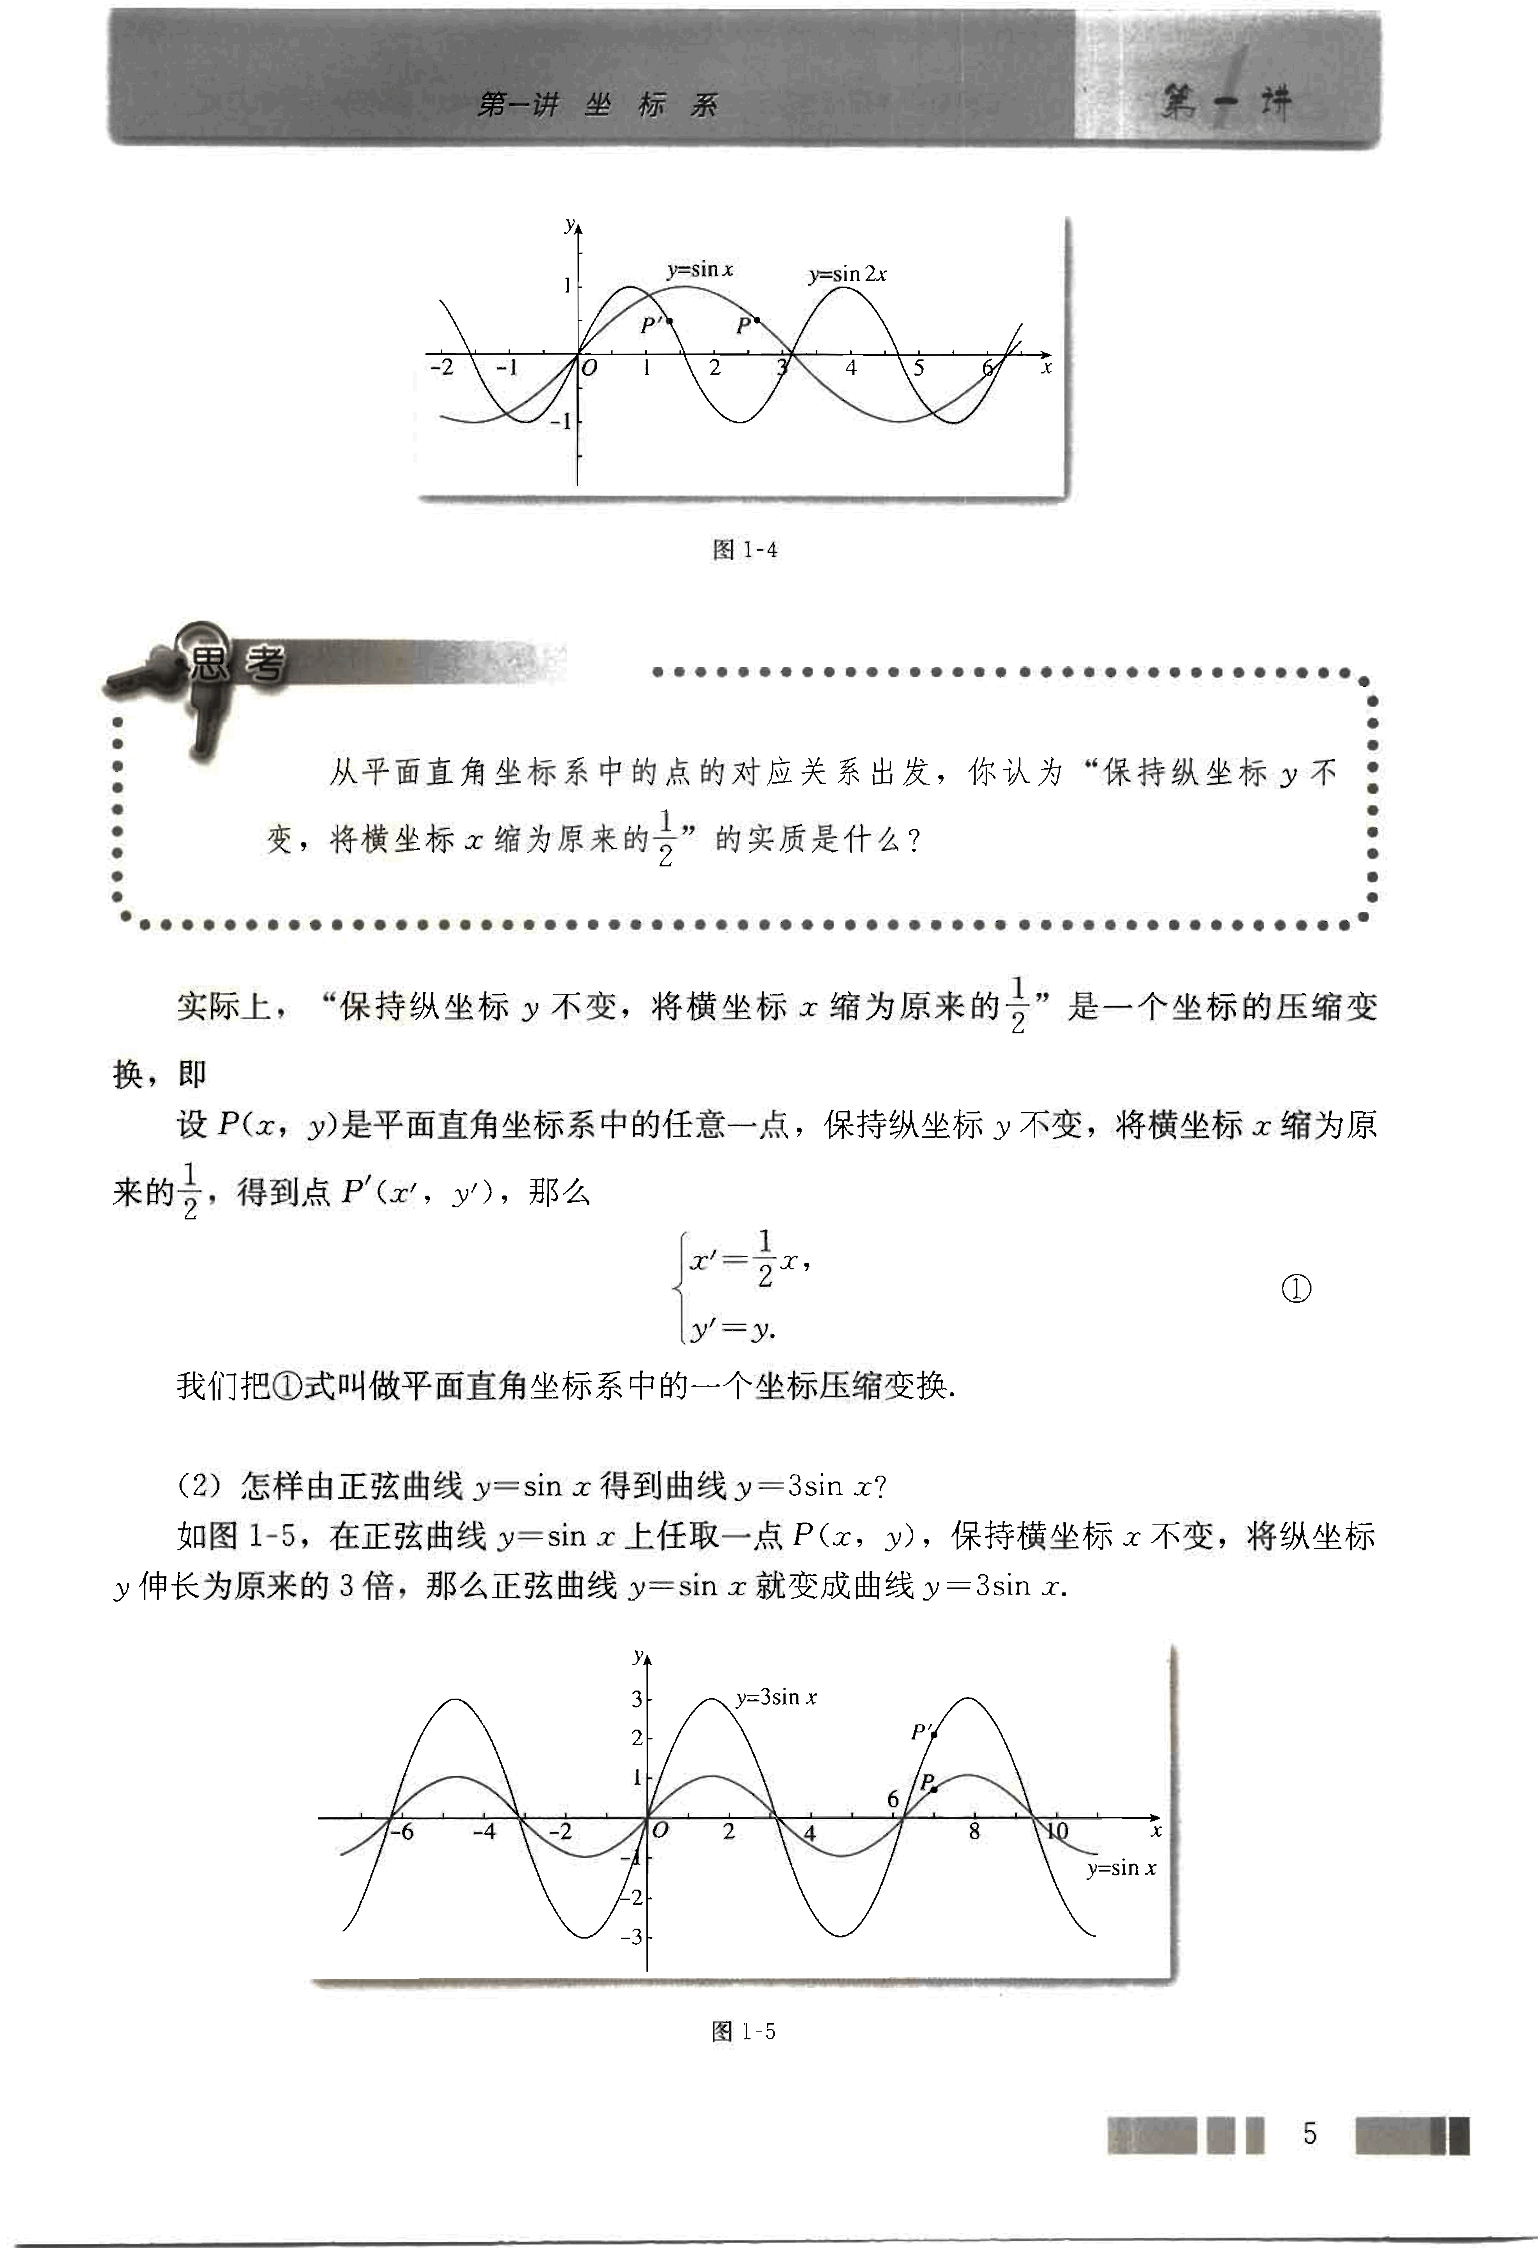 第一讲 坐 标 系
第 一 讲
y
y=sin x
y=sin 2x
1
P′
P
-2 -1 O 1 2 3 4 5 6 x
-1
图 1-4
思 考
从平面直角坐标系中的点的对应关系出发，你认为“保持纵坐标 y 不
变，将横坐标 x 缩为原来的1/2”的实质是什么？
实际上，“保持纵坐标 y 不变，将横坐标 x 缩为原来的1/2”是一个坐标的压缩变
换，即
设 P(x，y)是平面直角坐标系中的任意一点，保持纵坐标 y 不变，将横坐标 x 缩为原
来的1/2，得到点 P′(x′，y′)，那么
{x′=1/2x，
①
y′=y.
我们把①式叫做平面直角坐标系中的一个坐标压缩变换.
(2) 怎样由正弦曲线 y=sin x 得到曲线 y=3sin x?
如图 1-5，在正弦曲线 y=sin x 上任取一点 P(x，y)，保持横坐标 x 不变，将纵坐标
y 伸长为原来的 3 倍，那么正弦曲线 y=sin x 就变成曲线 y=3sin x.
y
3
y=3sin x
2
P′
1
P
6
-6 -4 -2 O 2 4 8 10 x
-1
y=sin x
-2
-3
图 1-5
5